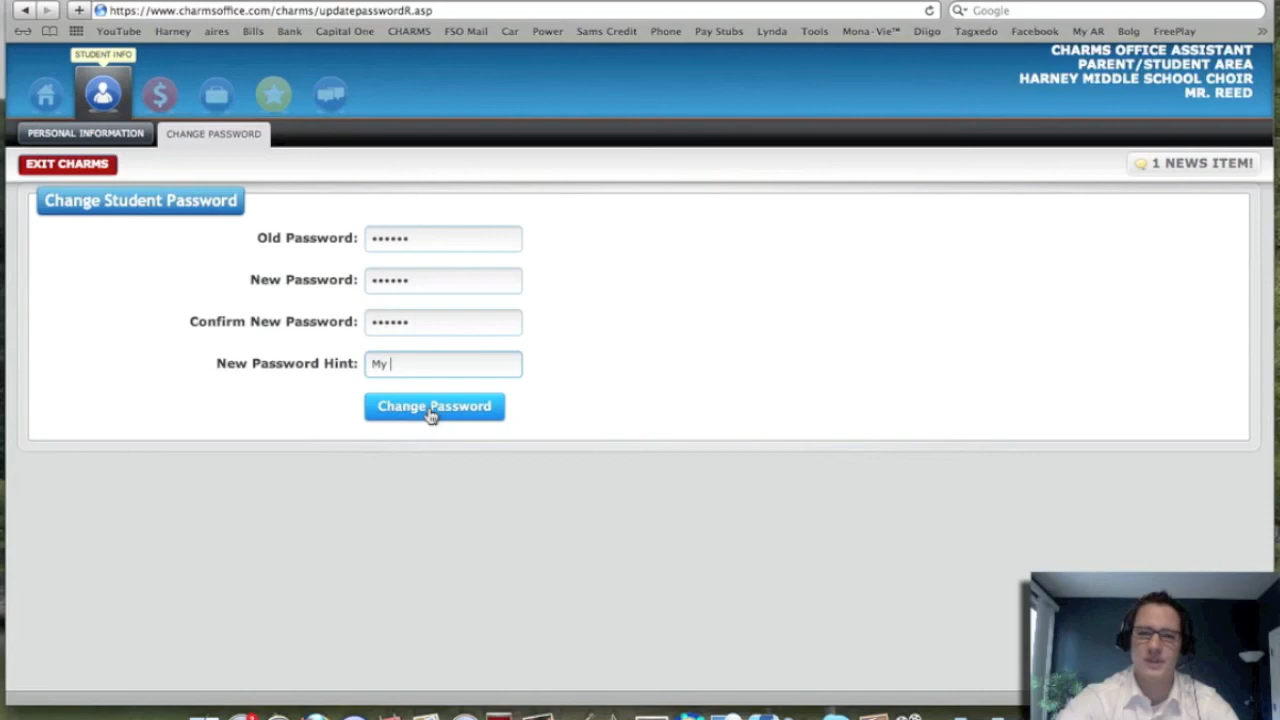 https://www.charmsoffice.com/charms/updatepasswordR.asp
Google
YouTube Harney aires Bills Bank Capital One CHARMS FSO Mail Car Power Sams Credit Phone Pay Stubs Lynda Tools Mona-Vie™ Diigo Tagxedo Facebook My AR Bolg FreePlay
STUDENT INFO
CHARMS OFFICE ASSISTANT
PARENT/STUDENT AREA
HARNEY MIDDLE SCHOOL CHOIR
MR. REED
PERSONAL INFORMATION CHANGE PASSWORD
EXIT CHARMS
1 NEWS ITEM!
Change Student Password
Old Password: ••••••
New Password: ••••••
Confirm New Password: ••••••
New Password Hint: My
Change Password